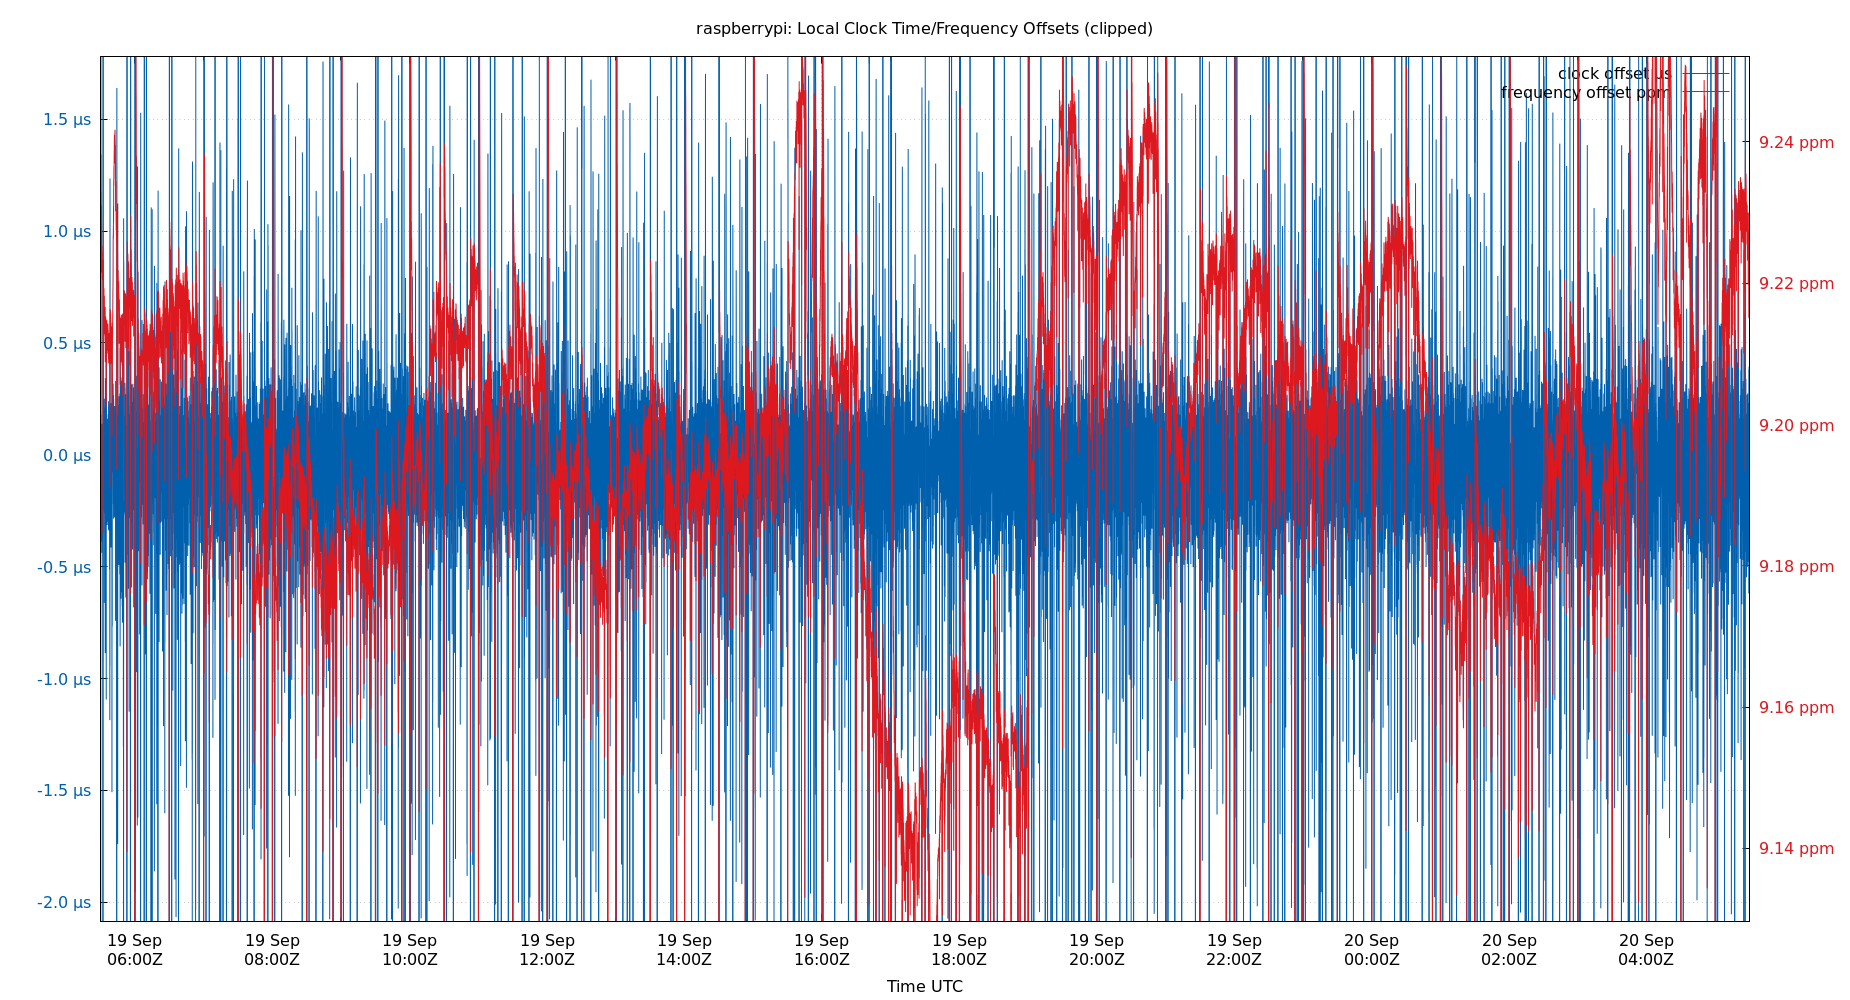 raspberrypi: Local Clock Time/Frequency Offsets (clipped)
clock offset µs
frequency offset ppm
1.5 µs
1.0 µs
0.5 µs
0.0 µs
-0.5 µs
-1.0 µs
-1.5 µs
-2.0 µs
9.24 ppm
9.22 ppm
9.20 ppm
9.18 ppm
9.16 ppm
9.14 ppm
19 Sep
06:00Z
19 Sep
08:00Z
19 Sep
10:00Z
19 Sep
12:00Z
19 Sep
14:00Z
19 Sep
16:00Z
19 Sep
18:00Z
19 Sep
20:00Z
19 Sep
22:00Z
20 Sep
00:00Z
20 Sep
02:00Z
20 Sep
04:00Z
Time UTC